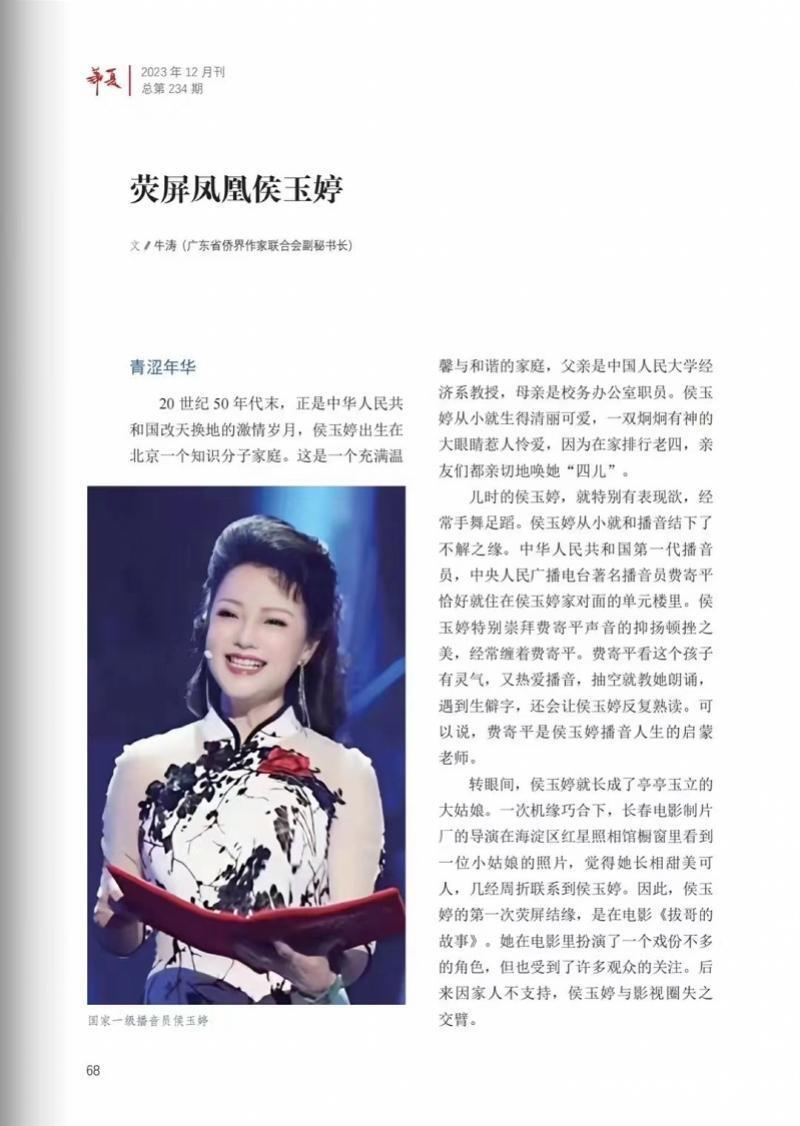 華夏
2023 年 12 月刊
总第 234 期
荧屏凤凰侯玉婷
文 // 牛涛（广东省侨界作家联合会副秘书长）
青涩年华
20 世纪 50 年代末，正是中华人民共
和国改天换地的激情岁月，侯玉婷出生在
北京一个知识分子家庭。这是一个充满温
国家一级播音员侯玉婷
馨与和谐的家庭，父亲是中国人民大学经
济系教授，母亲是校务办公室职员。侯玉
婷从小就生得清丽可爱，一双炯炯有神的
大眼睛惹人怜爱，因为在家排行老四，亲
友们都亲切地唤她“四儿”。
儿时的侯玉婷，就特别有表现欲，经
常手舞足蹈。侯玉婷从小就和播音结下了
不解之缘。中华人民共和国第一代播音
员，中央人民广播电台著名播音员费寄平
恰好就住在侯玉婷家对面的单元楼里。侯
玉婷特别崇拜费寄平声音的抑扬顿挫之
美，经常缠着费寄平。费寄平看这个孩子
有灵气，又热爱播音，抽空就教她朗诵，
遇到生僻字，还会让侯玉婷反复熟读。可
以说，费寄平是侯玉婷播音人生的启蒙
老师。
转眼间，侯玉婷就长成了亭亭玉立的
大姑娘。一次机缘巧合下，长春电影制片
厂的导演在海淀区红星照相馆橱窗里看到
一位小姑娘的照片，觉得她长相甜美可
人，几经周折联系到侯玉婷。因此，侯玉
婷的第一次荧屏结缘，是在电影《拔哥的
故事》。她在电影里扮演了一个戏份不多
的角色，但也受到了许多观众的关注。后
来因家人不支持，侯玉婷与影视圈失之
交臂。
68